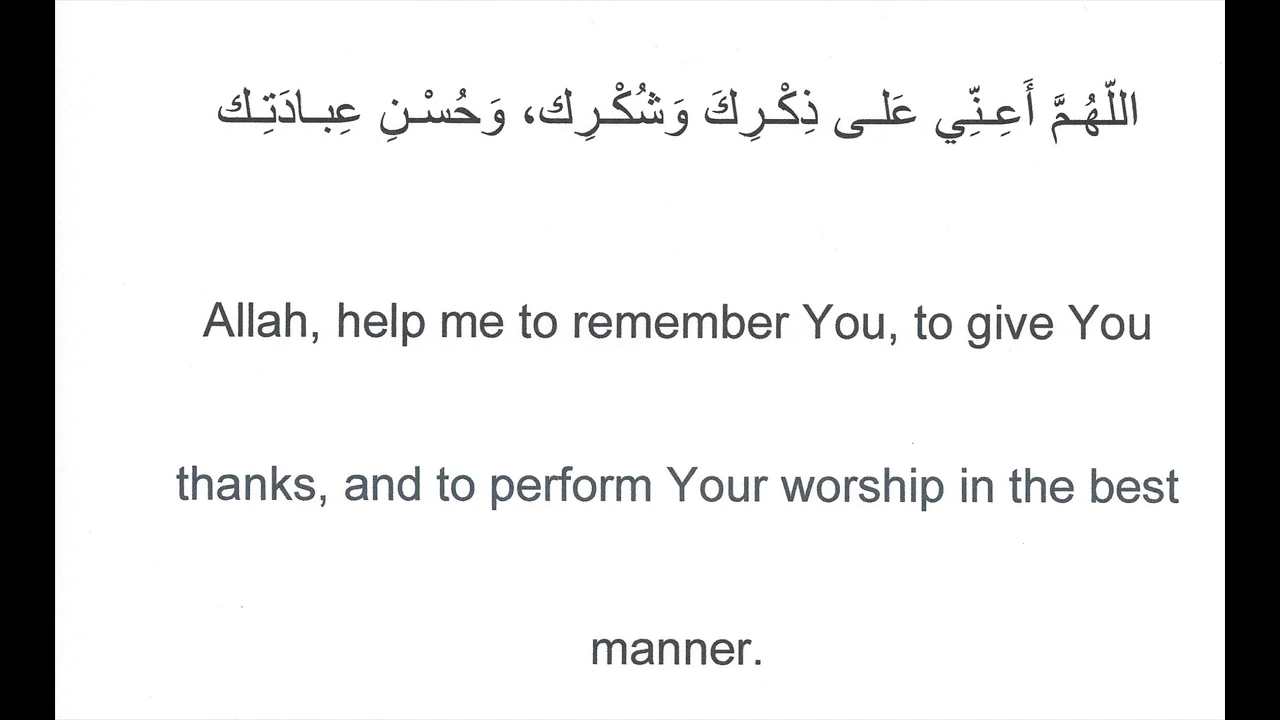 اللّهُمَّ أَعِنِّي عَلى ذِكْرِكَ وَشُكْرِك، وَحُسْنِ عِبادَتِك
Allah, help me to remember You, to give You
thanks, and to perform Your worship in the best
manner.